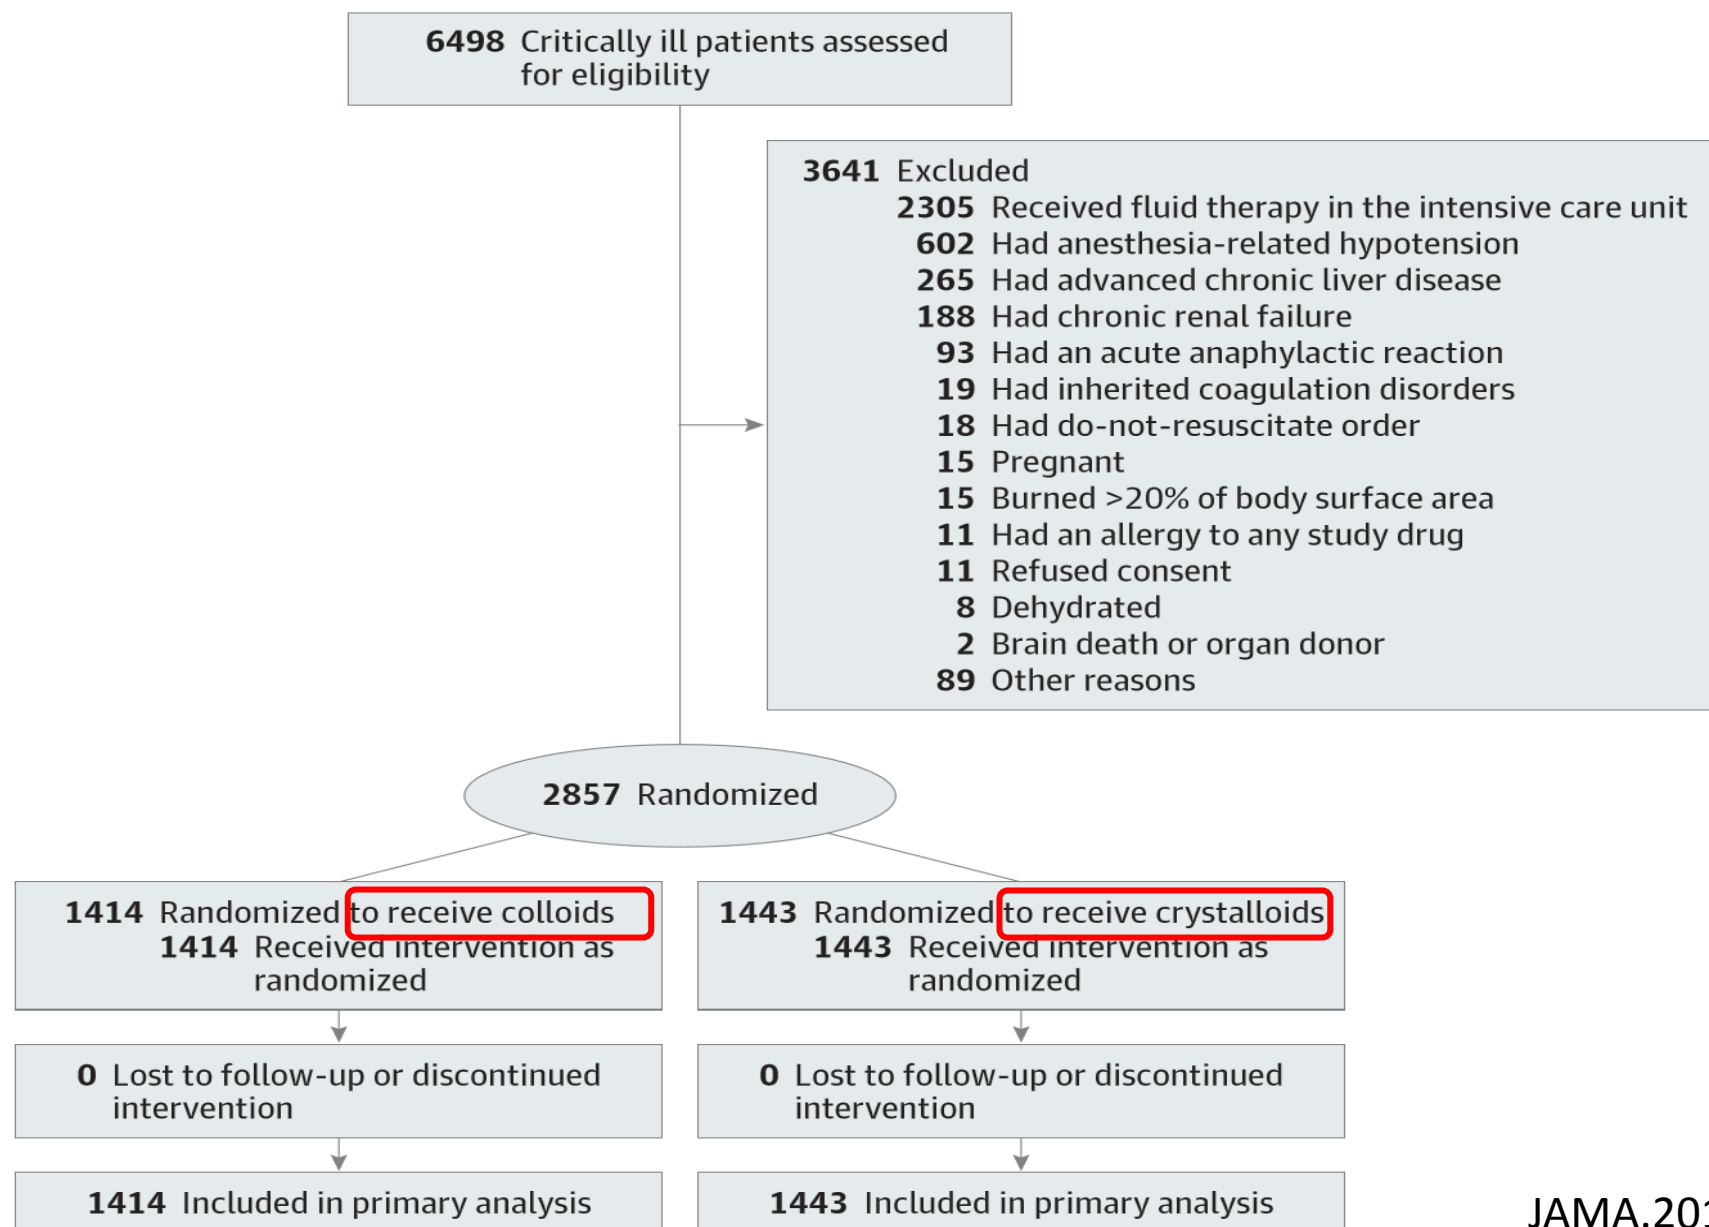 6498 Critically ill patients assessed
for eligibility
3641 Excluded
2305 Received fluid therapy in the intensive care unit
602 Had anesthesia-related hypotension
265 Had advanced chronic liver disease
188 Had chronic renal failure
93 Had an acute anaphylactic reaction
19 Had inherited coagulation disorders
18 Had do-not-resuscitate order
15 Pregnant
15 Burned >20% of body surface area
11 Had an allergy to any study drug
11 Refused consent
8 Dehydrated
2 Brain death or organ donor
89 Other reasons
2857 Randomized
1414 Randomized to receive colloids
1414 Received intervention as
randomized
1443 Randomized to receive crystalloids
1443 Received intervention as
randomized
0 Lost to follow-up or discontinued
intervention
0 Lost to follow-up or discontinued
intervention
1414 Included in primary analysis
1443 Included in primary analysis
JAMA.201